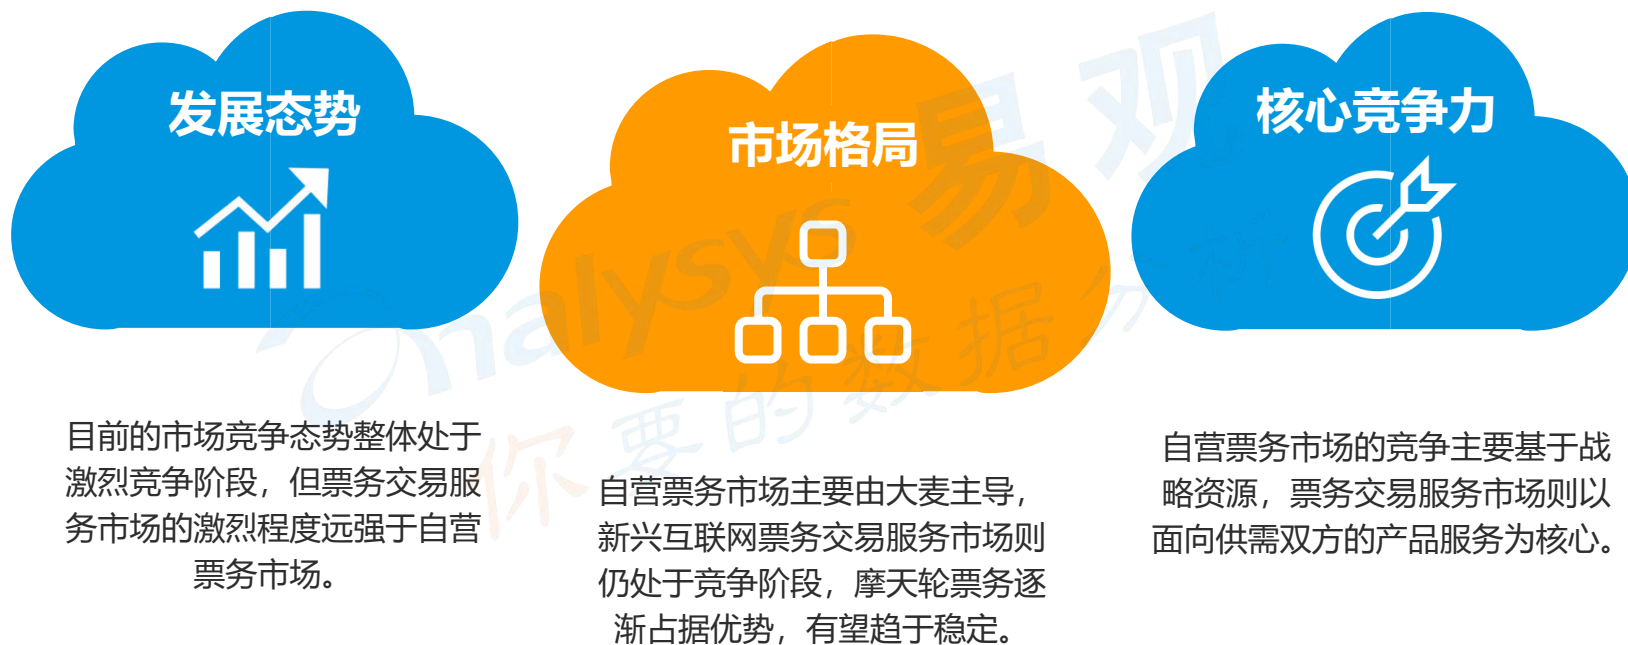 发展态势
目前的市场竞争态势整体处于
激烈竞争阶段，但票务交易服
务市场的激烈程度远强于自营
票务市场。
市场格局
自营票务市场主要由大麦主导，
新兴互联网票务交易服务市场则
仍处于竞争阶段，摩天轮票务逐
渐占据优势，有望趋于稳定。
核心竞争力
自营票务市场的竞争主要基于战
略资源，票务交易服务市场则以
面向供需双方的产品服务为核心。
analysys 易观
你要的数据分析